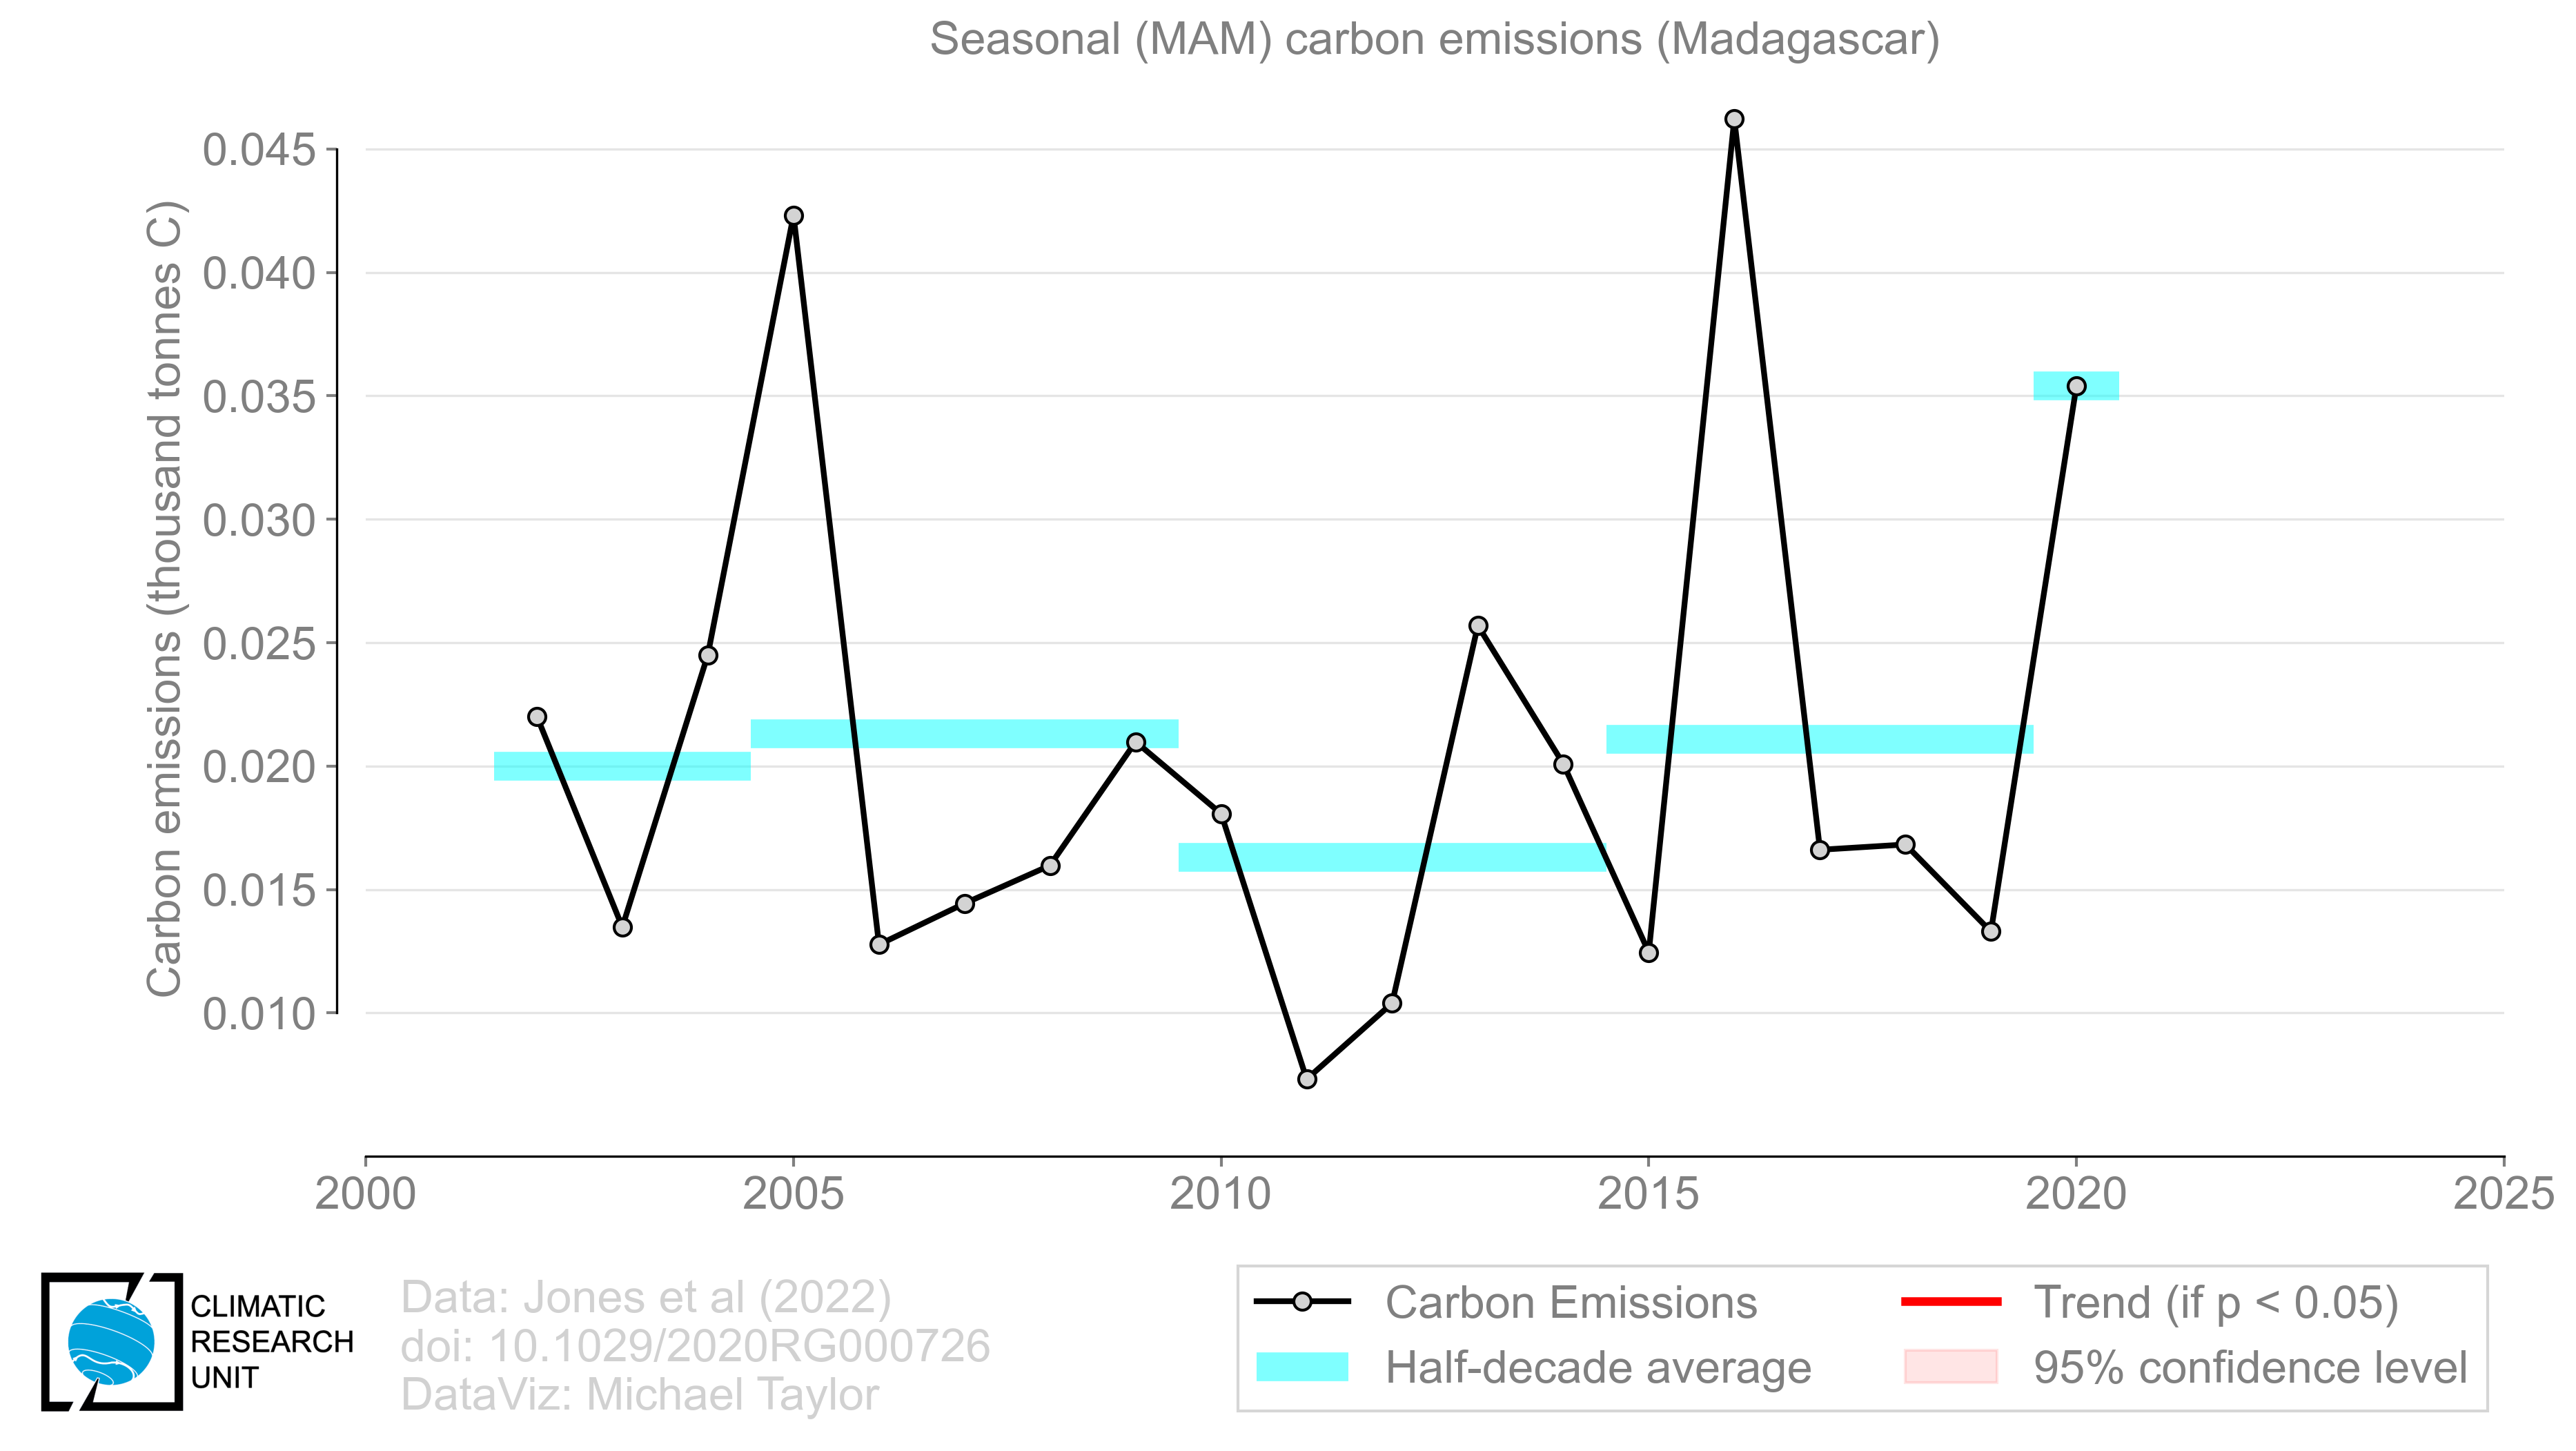 Seasonal (MAM) carbon emissions (Madagascar)
Carbon emissions (thousand tonnes C)
0.045
0.040
0.035
0.030
0.025
0.020
0.015
0.010
2000 2005 2010 2015 2020 2025
CLIMATIC
RESEARCH
UNIT
Data: Jones et al (2022)
doi: 10.1029/2020RG000726
DataViz: Michael Taylor
Carbon Emissions
Half-decade average
Trend (if p < 0.05)
95% confidence level